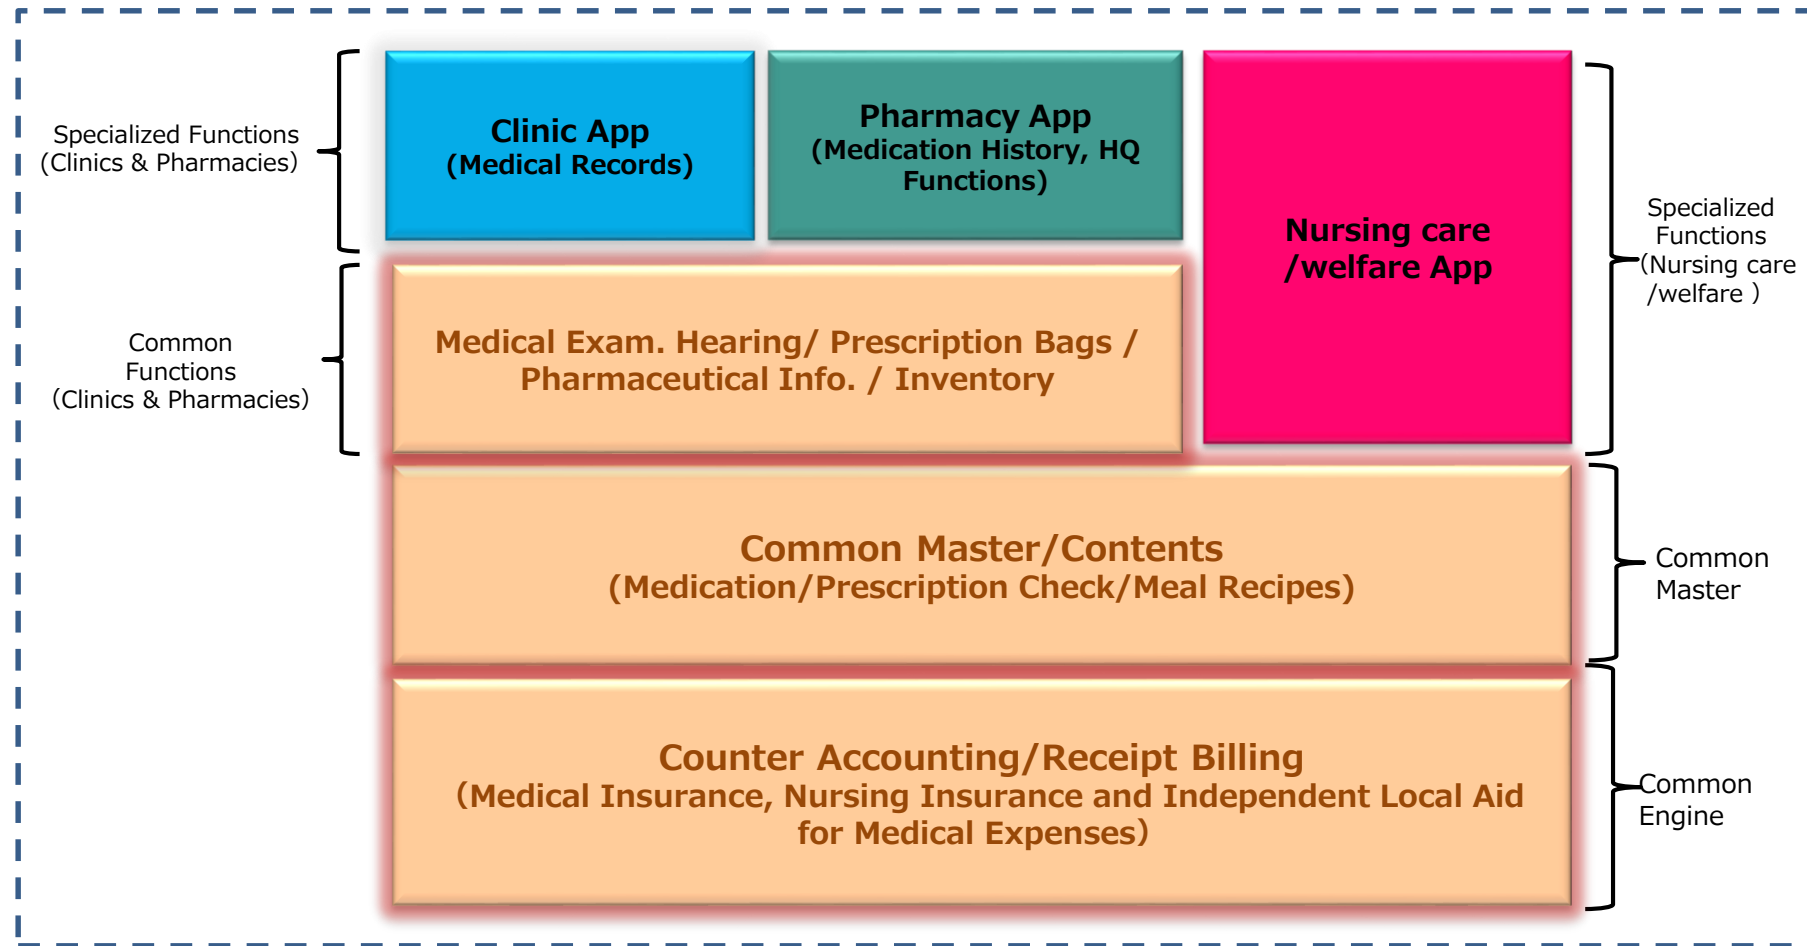 Specialized Functions
(Clinics & Pharmacies)
Clinic App
(Medical Records)
Pharmacy App
(Medication History, HQ
Functions)
Nursing care
/welfare App
Specialized
Functions
(Nursing care
/welfare )
Common
Functions
(Clinics & Pharmacies)
Medical Exam. Hearing/ Prescription Bags /
Pharmaceutical Info. / Inventory
Common Master/Contents
(Medication/Prescription Check/Meal Recipes)
Common
Master
Counter Accounting/Receipt Billing
(Medical Insurance, Nursing Insurance and Independent Local Aid
for Medical Expenses)
Common
Engine